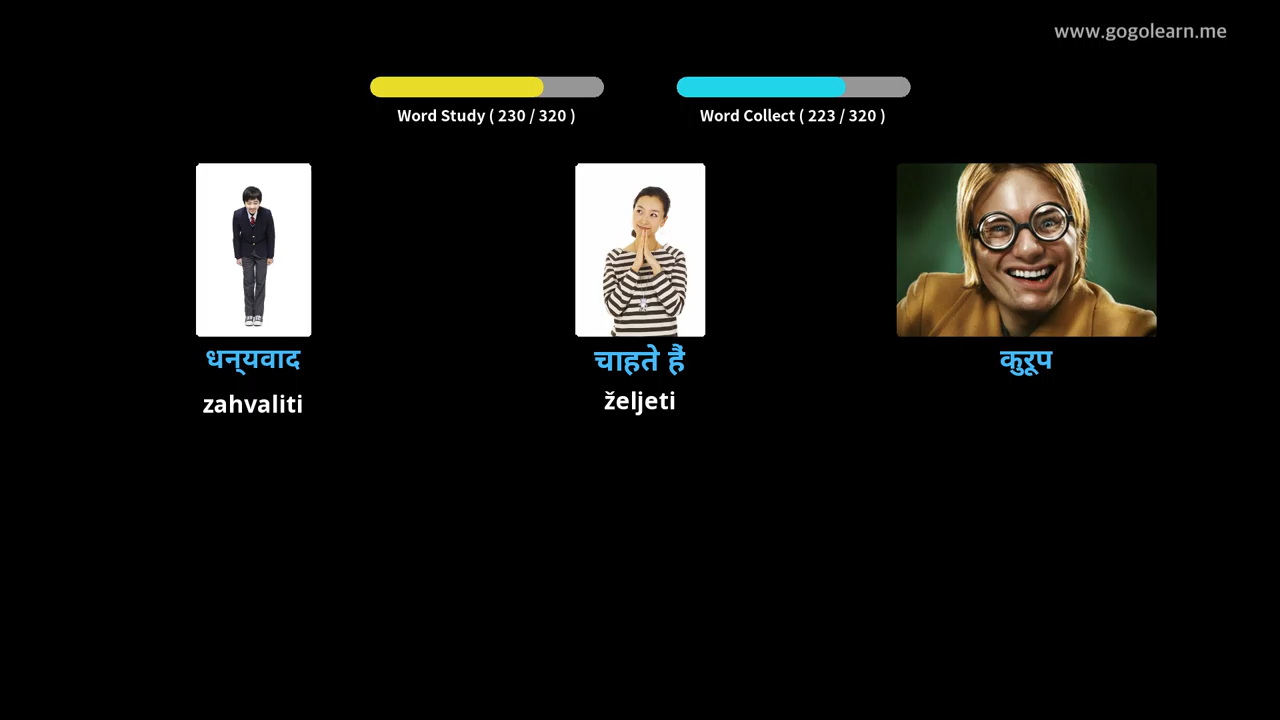 www.gogolearn.me
Word Study ( 230 / 320 )
Word Collect ( 223 / 320 )
धन्‌यवाद
चाहते हैं
कुरूप
zahvaliti
željeti